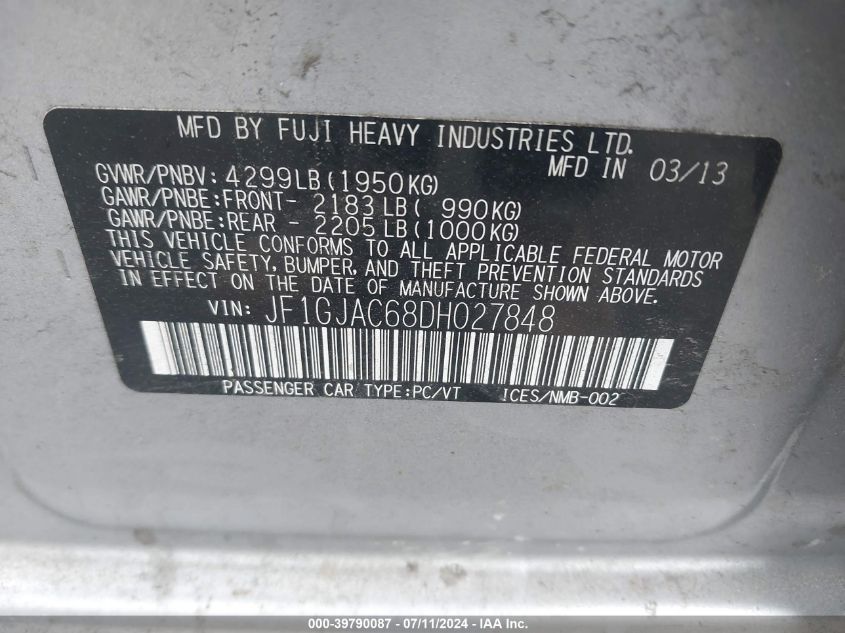 MFD BY FUJI HEAVY INDUSTRIES LTD.
MFD IN 03/13
GVWR/PNBV: 4299LB(1950KG)
GAWR/PNBE:FRONT- 2183LB( 990KG)
GAWR/PNBE:REAR - 2205LB(1000KG)
THIS VEHICLE CONFORMS TO ALL APPLICABLE FEDERAL MOTOR
VEHICLE SAFETY, BUMPER, AND THEFT PREVENTION STANDARDS
IN EFFECT ON THE DATE OF MANUFACTURE SHOWN ABOVE.
VIN: JF1GJAC68DH027848
PASSENGER CAR TYPE:PC/VT ICES/NMB-002
000-39790087 - 07/11/2024 - IAA Inc.